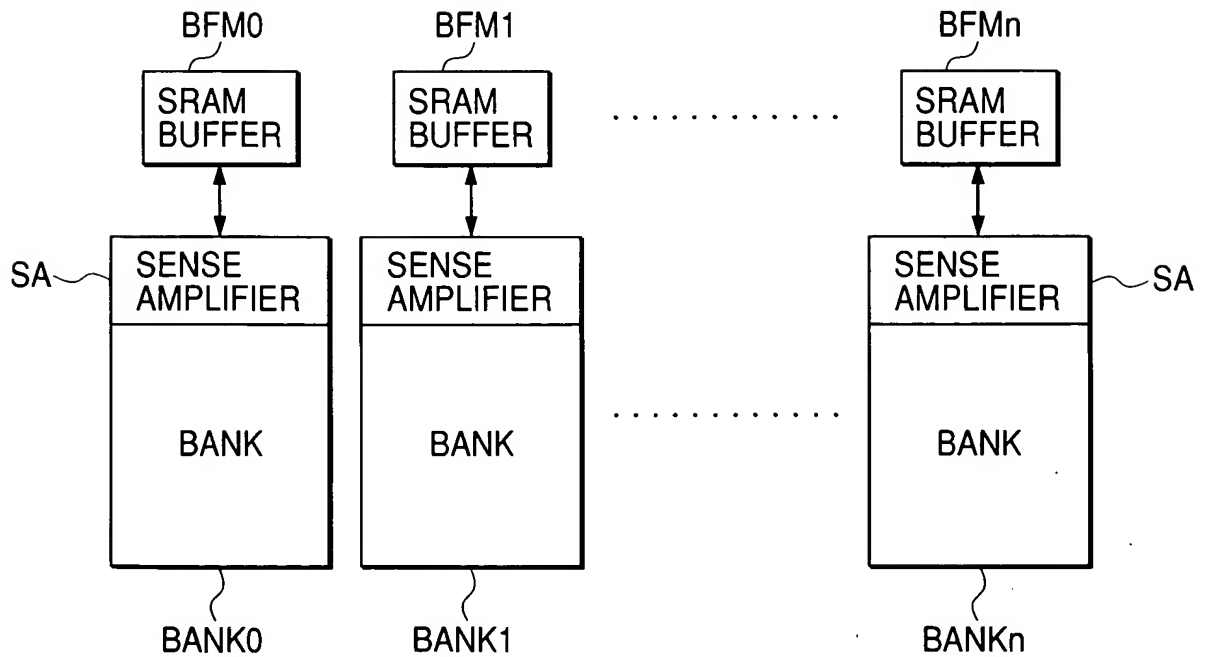 BFM0
BFM1
BFMn
SRAM
BUFFER
SRAM
BUFFER
SRAM
BUFFER
SA
SENSE
AMPLIFIER
SENSE
AMPLIFIER
SENSE
AMPLIFIER
SA
BANK
BANK
BANK
BANK0
BANK1
BANKn